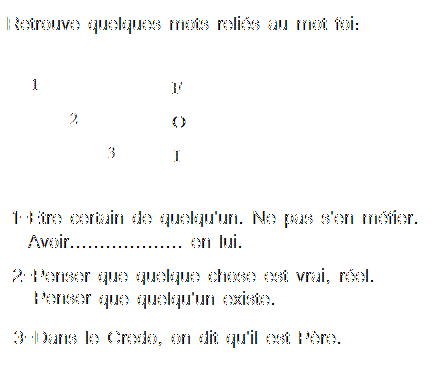 Retrouve quelques mots reliés au mot foi:
1 F
2 O
3 I
1- Etre certain de quelqu'un. Ne pas s'en méfier.
Avoir................... en lui.
2- Penser que quelque chose est vrai, réel.
Penser que quelqu'un existe.
3- Dans le Credo, on dit qu'il est Père.